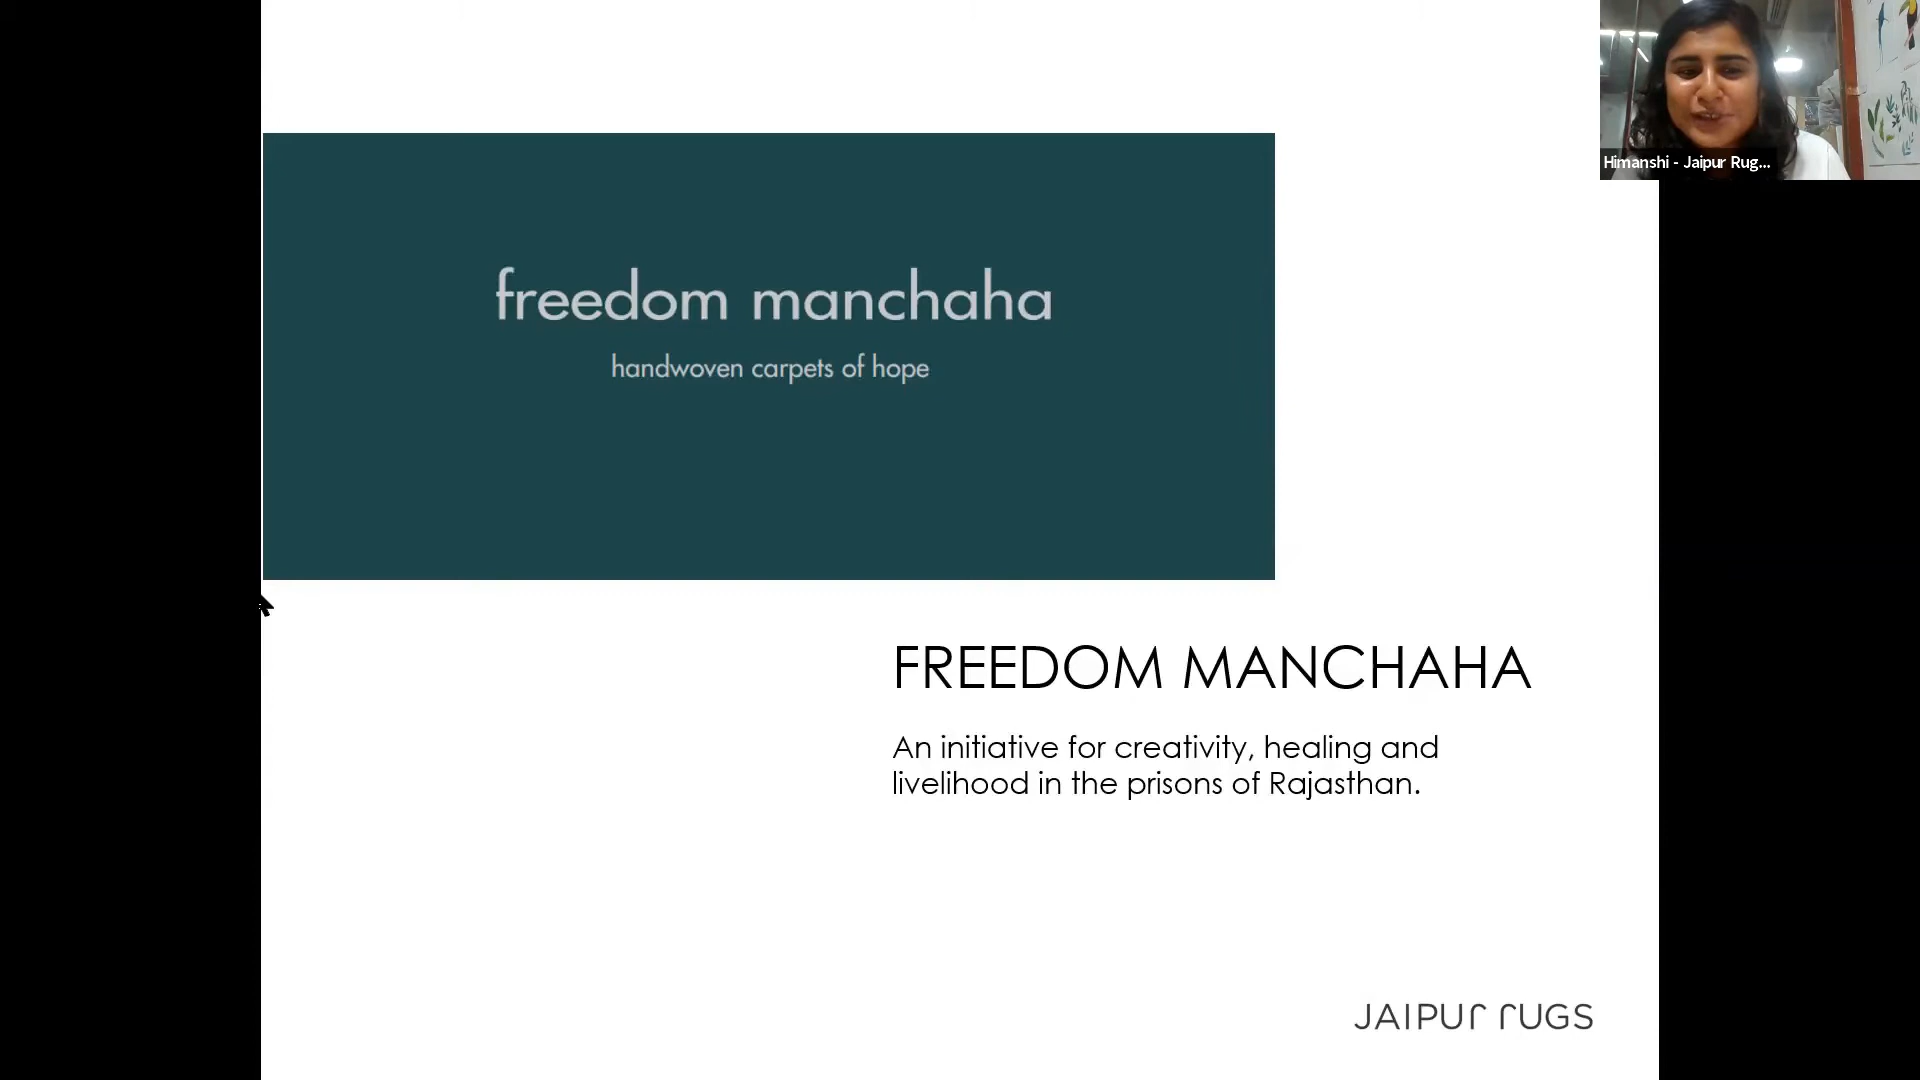 Himanshi - Jaipur Rug...
freedom manchaha
handwoven carpets of hope
FREEDOM MANCHAHA
An initiative for creativity, healing and
livelihood in the prisons of Rajasthan.
JAIPUR RUGS